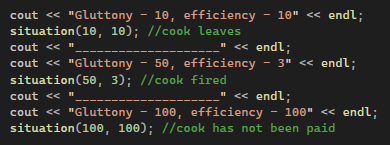 cout << "Gluttony - 10, efficiency - 10" << endl;
situation(10, 10); //cook leaves
cout << "____________________" << endl;
cout << "Gluttony - 50, efficiency - 3" << endl;
situation(50, 3); //cook fired
cout << "____________________" << endl;
cout << "Gluttony - 100, efficiency - 100" << endl;
situation(100, 100); //cook has not been paid